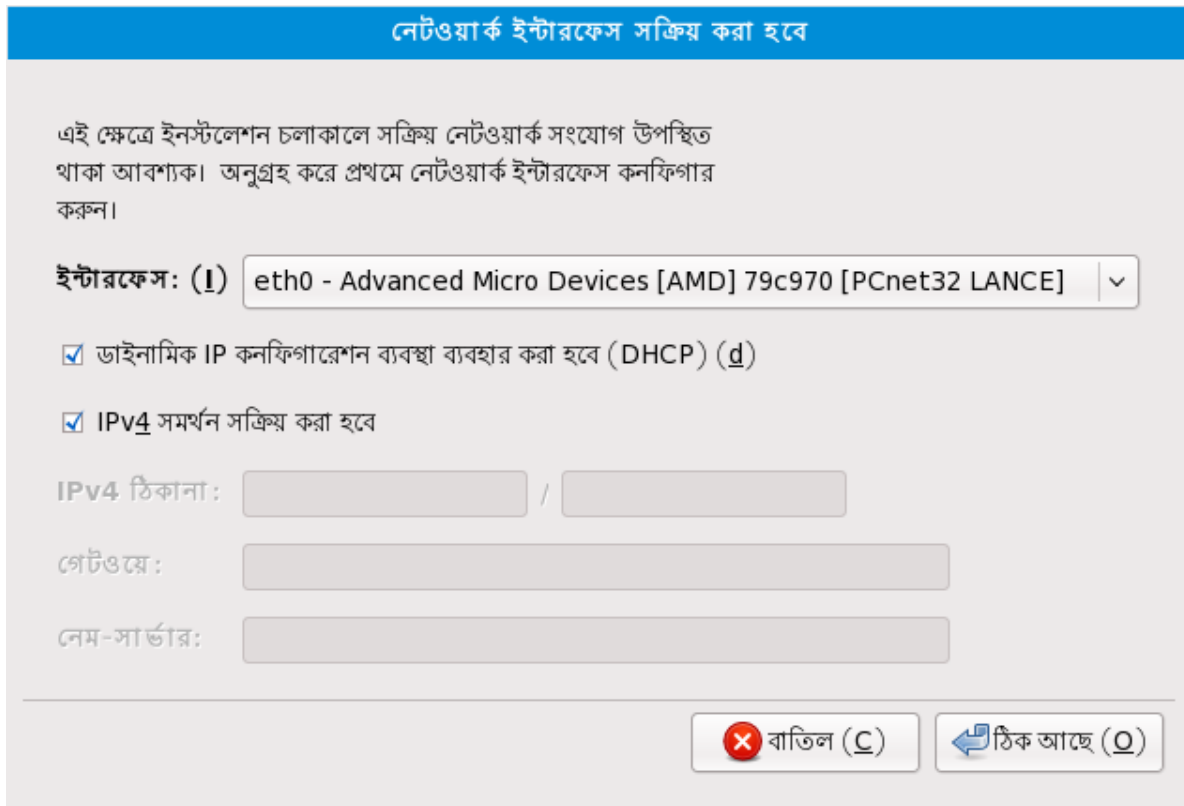 নেটওয়ার্ক ইন্টারফেস সক্রিয় করা হবে
এই ক্ষেত্রে ইনস্টলেশন চলাকালে সক্রিয় নেটওয়ার্ক সংযোগ উপস্থিত
থাকা আবশ্যক। অনুগ্রহ করে প্রথমে নেটওয়ার্ক ইন্টারফেস কনফিগার
করুন।
ইন্টারফেস: (I) eth0 - Advanced Micro Devices [AMD] 79c970 [PCnet32 LANCE]
ডাইনামিক IP কনফিগারেশন ব্যবস্থা ব্যবহার করা হবে (DHCP) (d)
IPv4 সমর্থন সক্রিয় করা হবে
IPv4 ঠিকানা: /
গেটওয়ে:
নেম-সার্ভার:
বাতিল (C) ঠিক আছে (O)